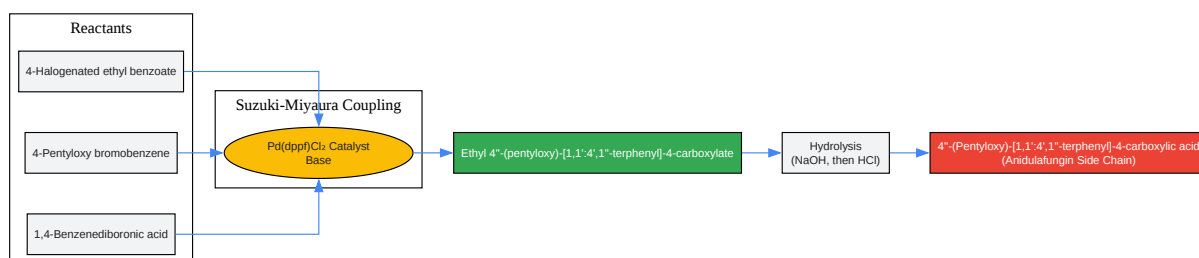 Reactants
4-Halogenated ethyl benzoate
4-Pentyloxy bromobenzene
1,4-Benzenediboronic acid
Suzuki-Miyaura Coupling
Pd(dppf)Cl₂ Catalyst
Base
Ethyl 4"-(pentyloxy)-[1,1':4',1"-terphenyl]-4-carboxylate
Hydrolysis
(NaOH, then HCl)
4"-(Pentyloxy)-[1,1':4',1"-terphenyl]-4-carboxylic acid
(Anidulafungin Side Chain)